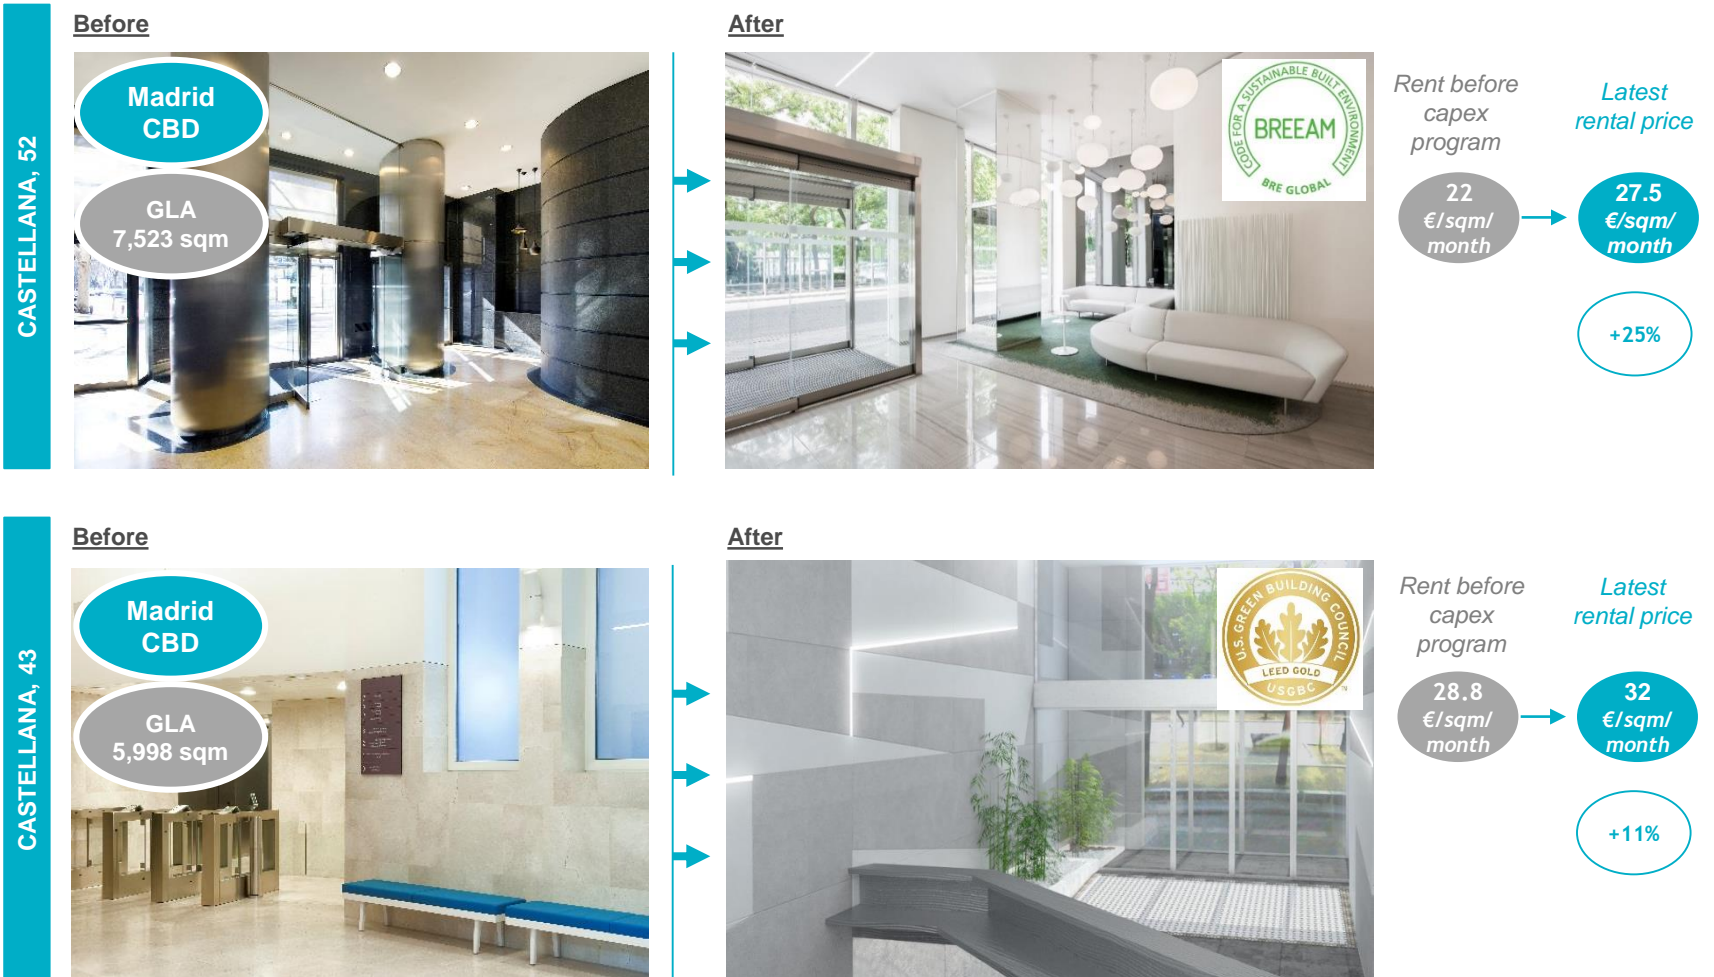 CASTELLANA, 52
Before
After
Madrid
CBD
GLA
7,523 sqm
CODE FOR A SUSTAINABLE BUILT ENVIRONMENT
BREEAM
BRE GLOBAL
Rent before
capex
program
Latest
rental price
22
€/sqm/
month
27.5
€/sqm/
month
+25%
CASTELLANA, 43
Before
After
Madrid
CBD
GLA
5,998 sqm
U.S. GREEN BUILDING COUNCIL
LEED GOLD
USGBC
TM
Rent before
capex
program
Latest
rental price
28.8
€/sqm/
month
32
€/sqm/
month
+11%